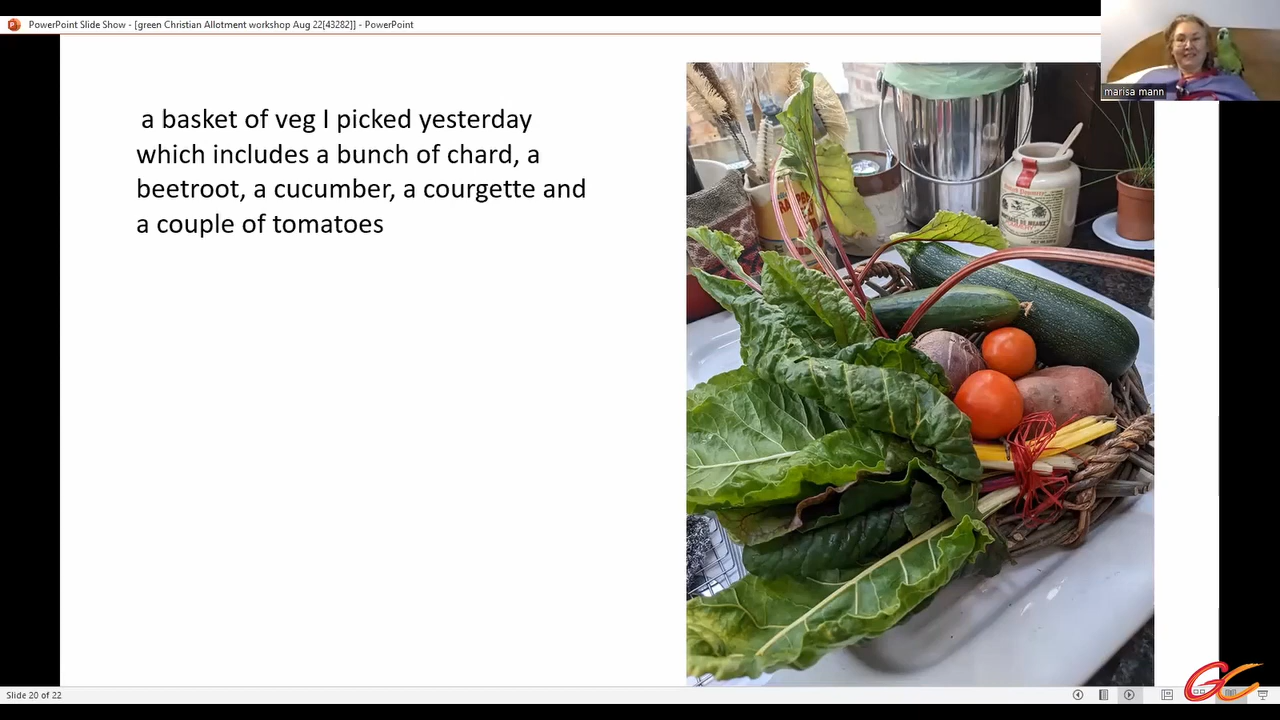 PowerPoint Slide Show - [green Christian Allotment workshop Aug 22[43282]] - PowerPoint
marisa mann
a basket of veg I picked yesterday
which includes a bunch of chard, a
beetroot, a cucumber, a courgette and
a couple of tomatoes
Slide 20 of 22
GC